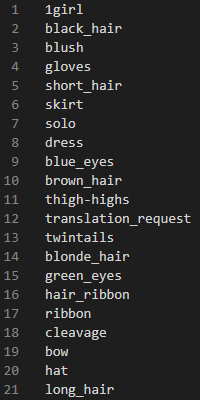 1 1girl
2 black_hair
3 blush
4 gloves
5 short_hair
6 skirt
7 solo
8 dress
9 blue_eyes
10 brown_hair
11 thigh-highs
12 translation_request
13 twintails
14 blonde_hair
15 green_eyes
16 hair_ribbon
17 ribbon
18 cleavage
19 bow
20 hat
21 long_hair